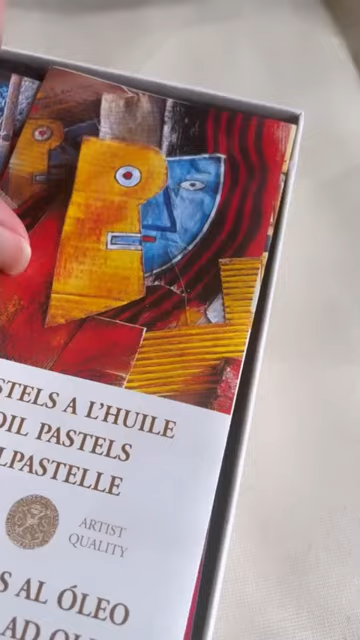 STELS A L'HUILE
OIL PASTELS
LPASTELLE
ARTIST
QUALITY
S AL ÓLEO